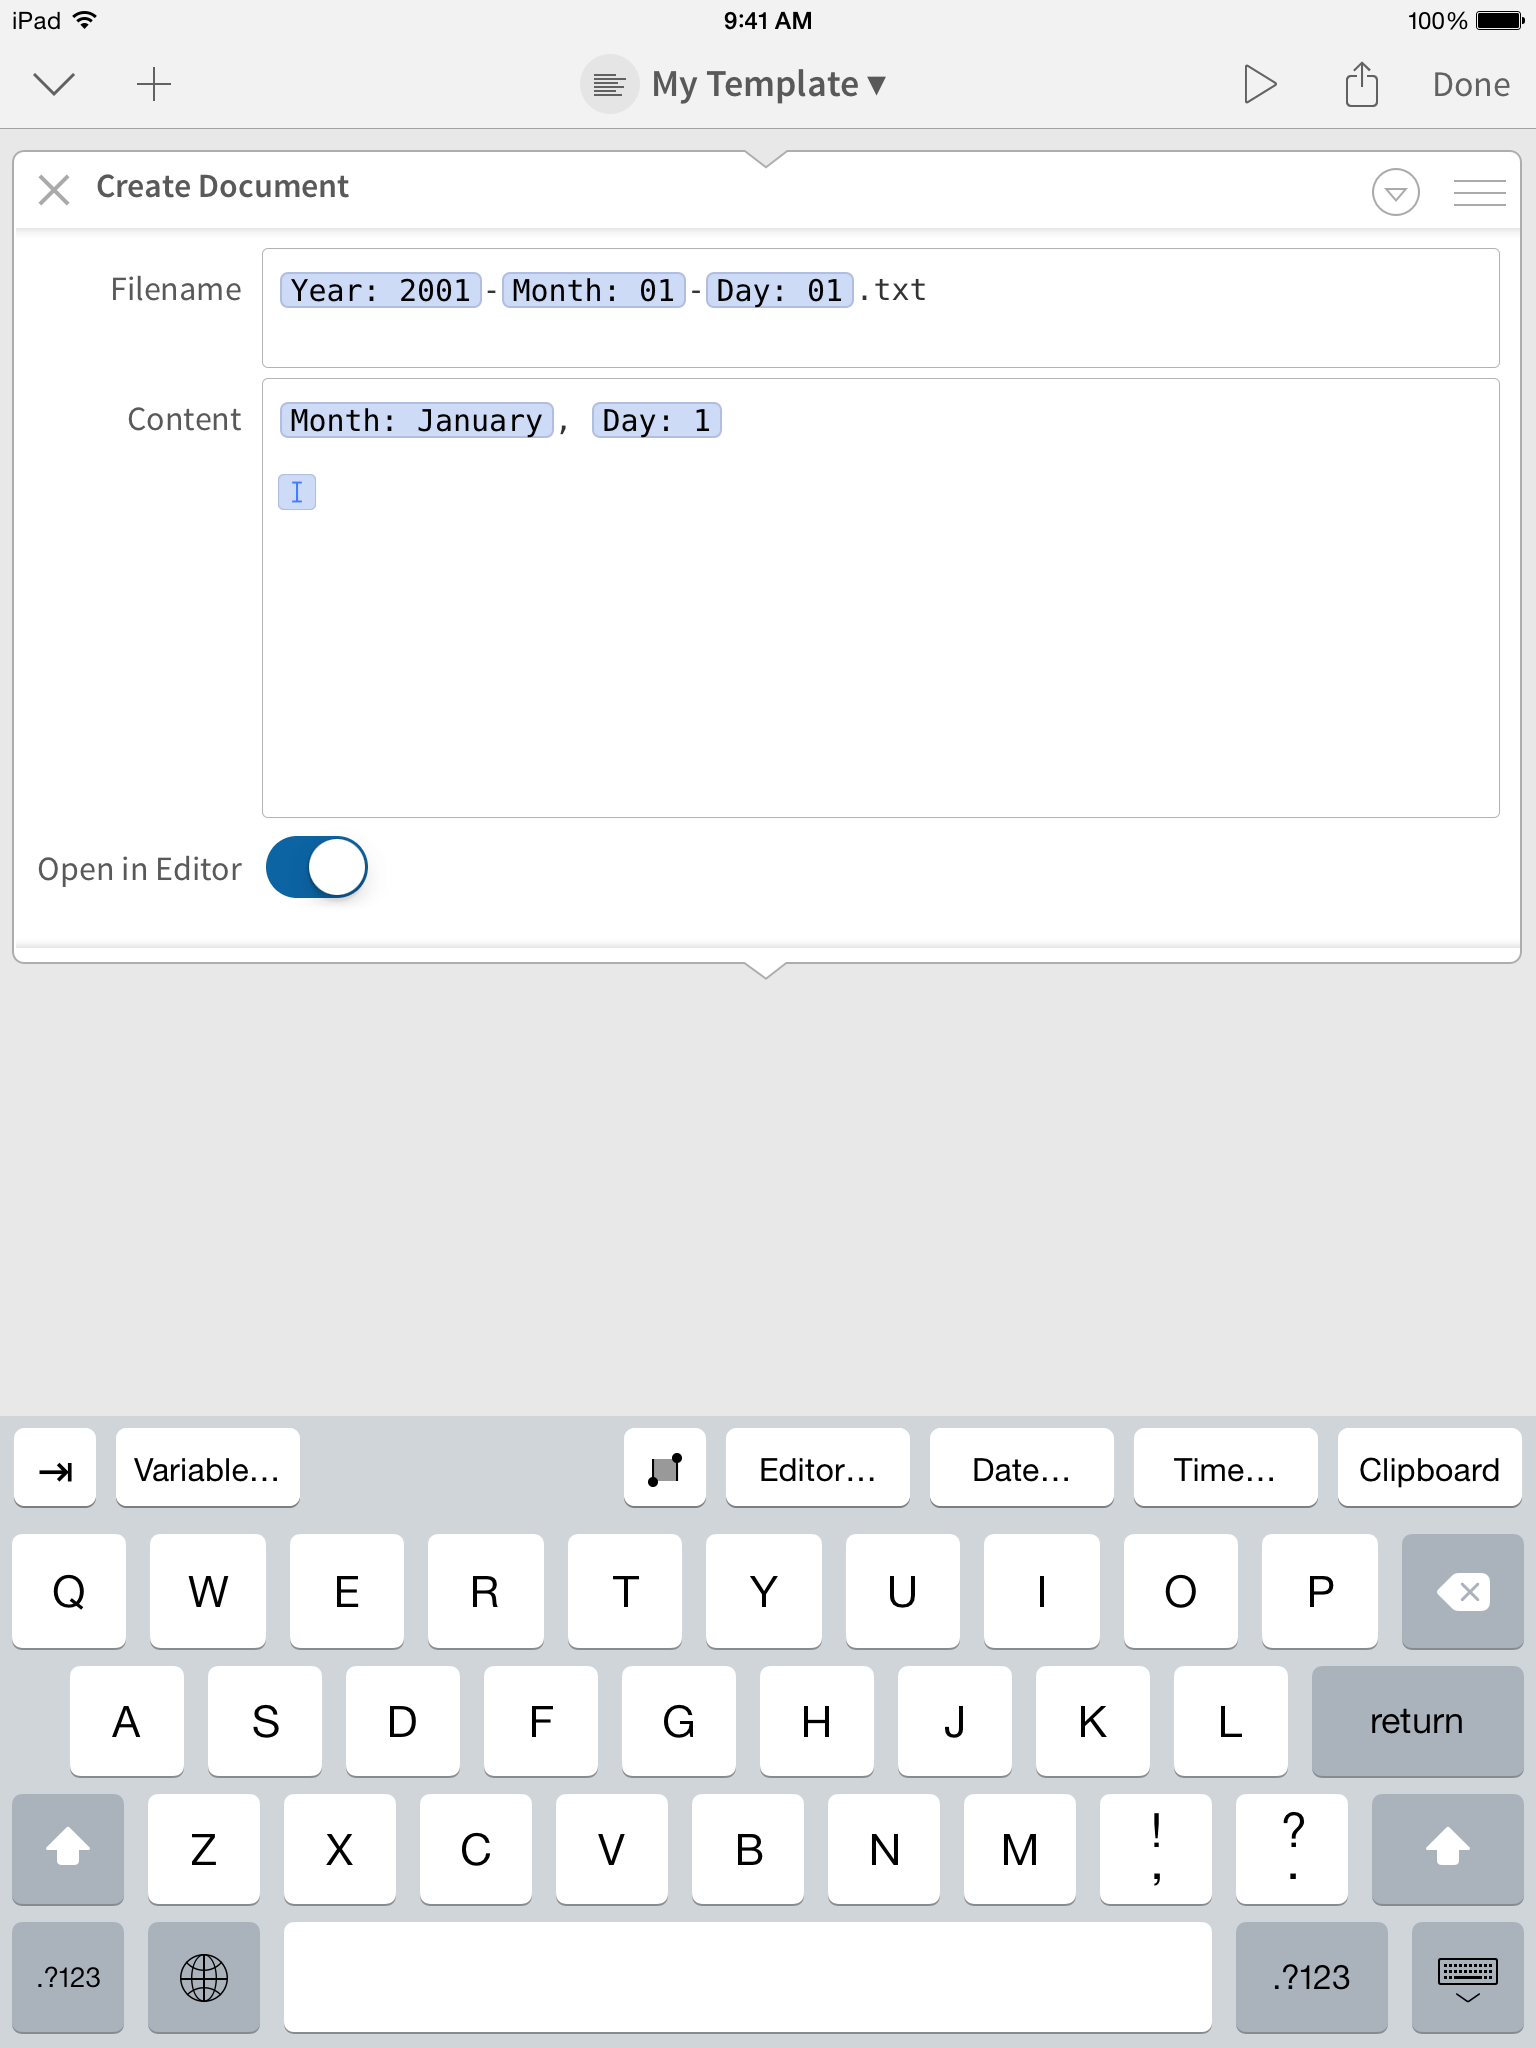 iPad 9:41 AM 100%
My Template ▾ Done
Create Document
Filename Year: 2001-Month: 01-Day: 01.txt
Content Month: January, Day: 1
Open in Editor
Variable… Editor… Date… Time… Clipboard
Q W E R T Y U I O P
A S D F G H J K L return
Z X C V B N M ! , ? .
.?123 .?123